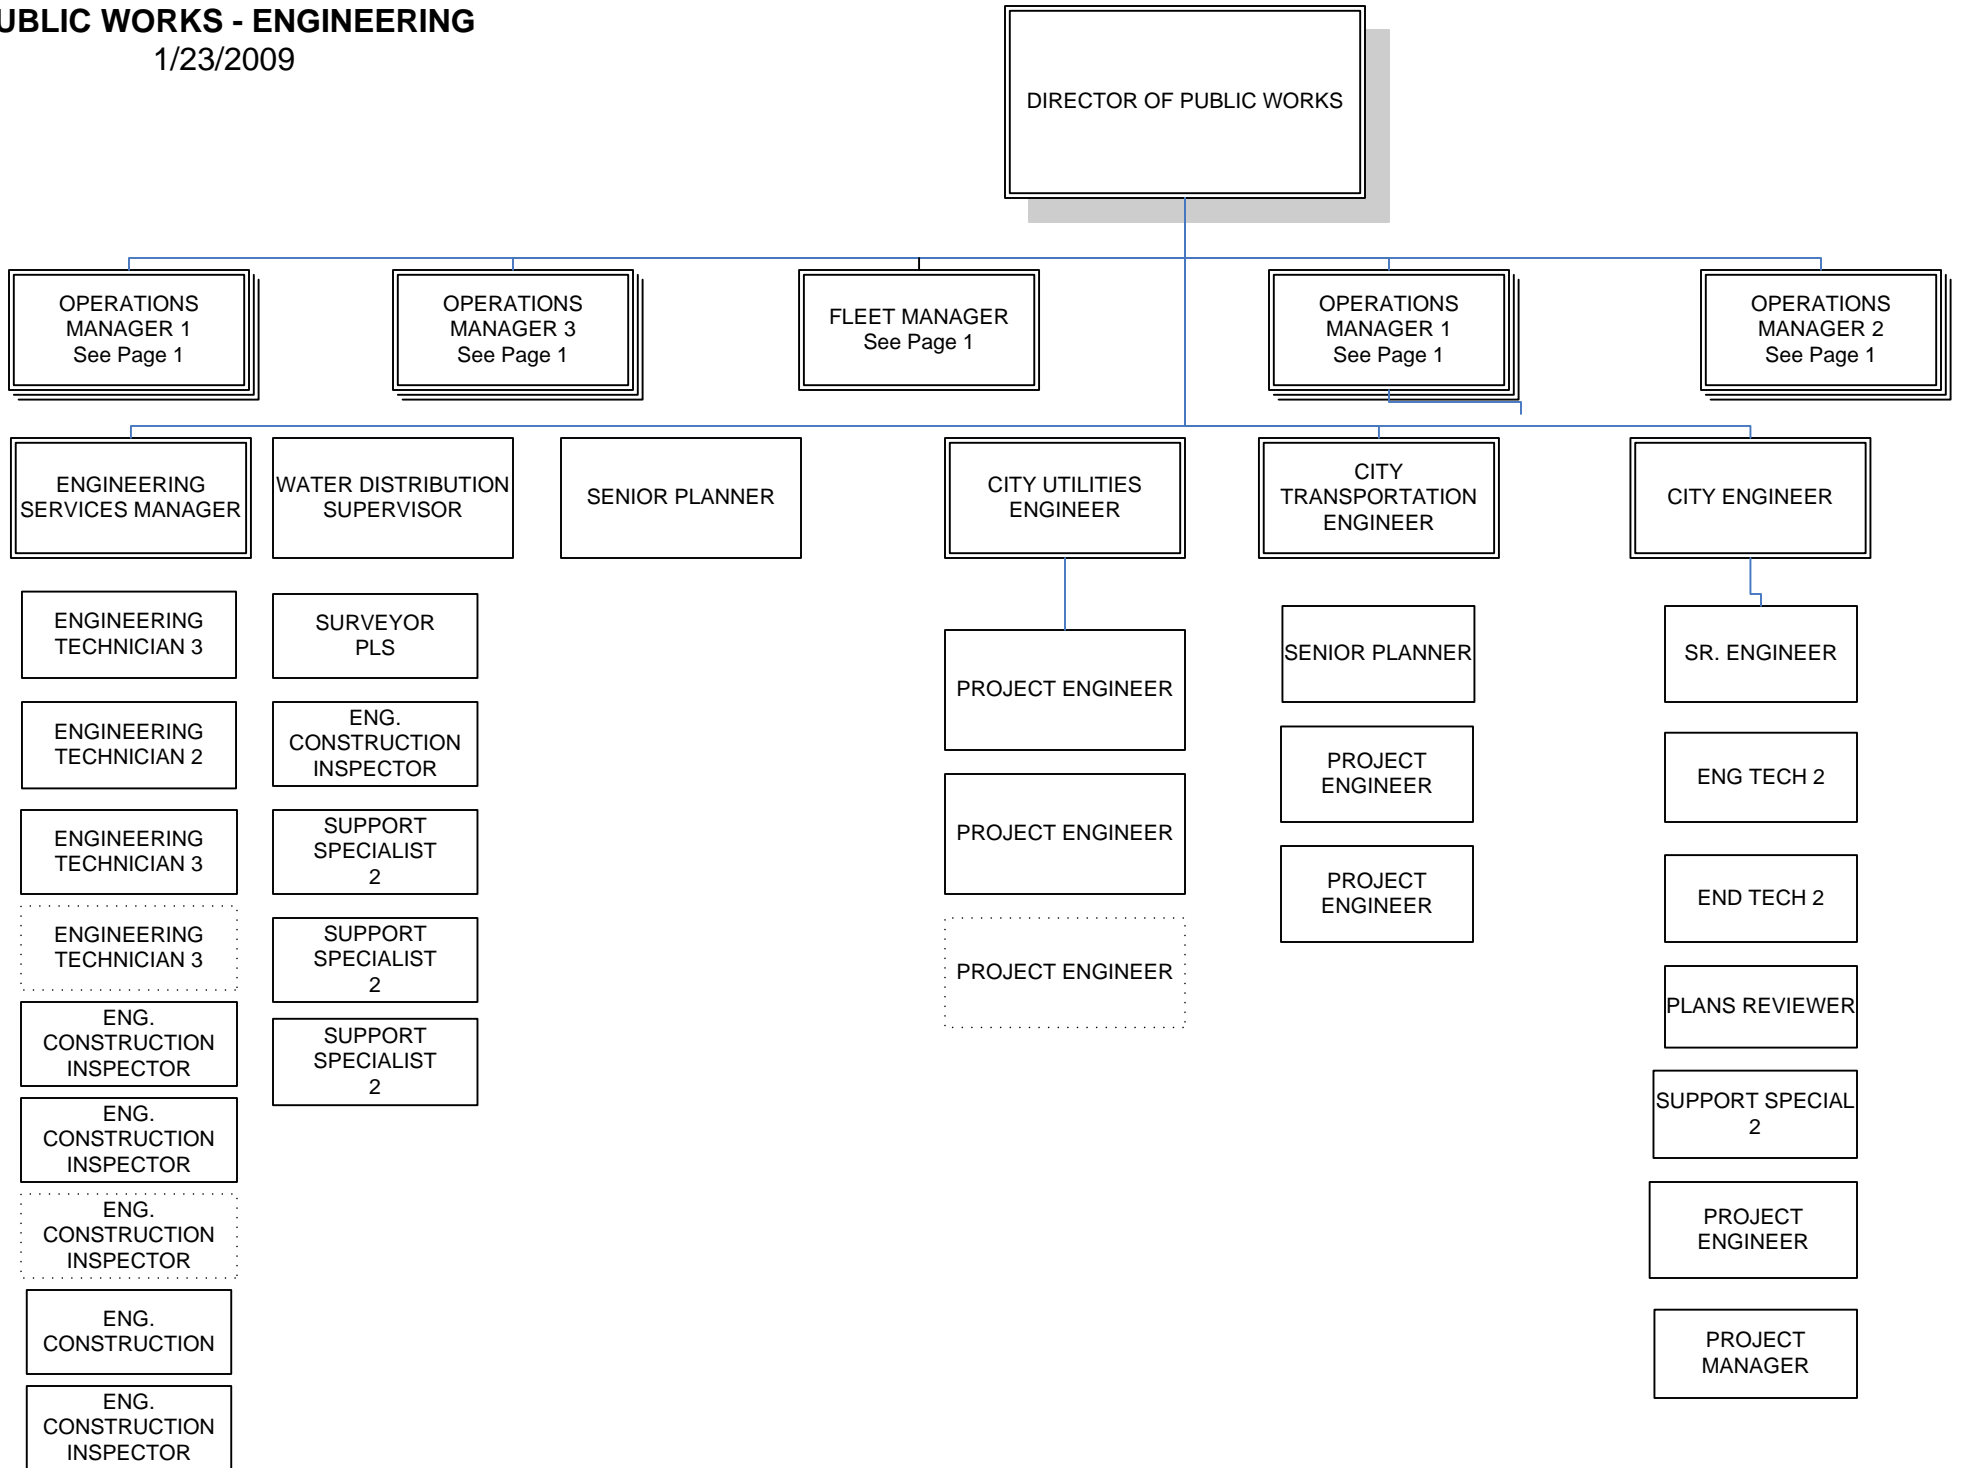 UBLIC WORKS - ENGINEERING
1/23/2009
DIRECTOR OF PUBLIC WORKS
OPERATIONS
MANAGER 1
See Page 1
OPERATIONS
MANAGER 3
See Page 1
FLEET MANAGER
See Page 1
OPERATIONS
MANAGER 1
See Page 1
OPERATIONS
MANAGER 2
See Page 1
ENGINEERING
SERVICES MANAGER
WATER DISTRIBUTION
SUPERVISOR
SENIOR PLANNER
CITY UTILITIES
ENGINEER
CITY
TRANSPORTATION
ENGINEER
CITY ENGINEER
ENGINEERING
TECHNICIAN 3
ENGINEERING
TECHNICIAN 2
ENGINEERING
TECHNICIAN 3
ENGINEERING
TECHNICIAN 3
ENG.
CONSTRUCTION
INSPECTOR
ENG.
CONSTRUCTION
INSPECTOR
ENG.
CONSTRUCTION
INSPECTOR
ENG.
CONSTRUCTION
ENG.
CONSTRUCTION
INSPECTOR
SURVEYOR
PLS
ENG.
CONSTRUCTION
INSPECTOR
SUPPORT
SPECIALIST
2
SUPPORT
SPECIALIST
2
SUPPORT
SPECIALIST
2
PROJECT ENGINEER
PROJECT ENGINEER
PROJECT ENGINEER
SENIOR PLANNER
PROJECT
ENGINEER
PROJECT
ENGINEER
SR. ENGINEER
ENG TECH 2
END TECH 2
PLANS REVIEWER
SUPPORT SPECIAL
2
PROJECT
ENGINEER
PROJECT
MANAGER